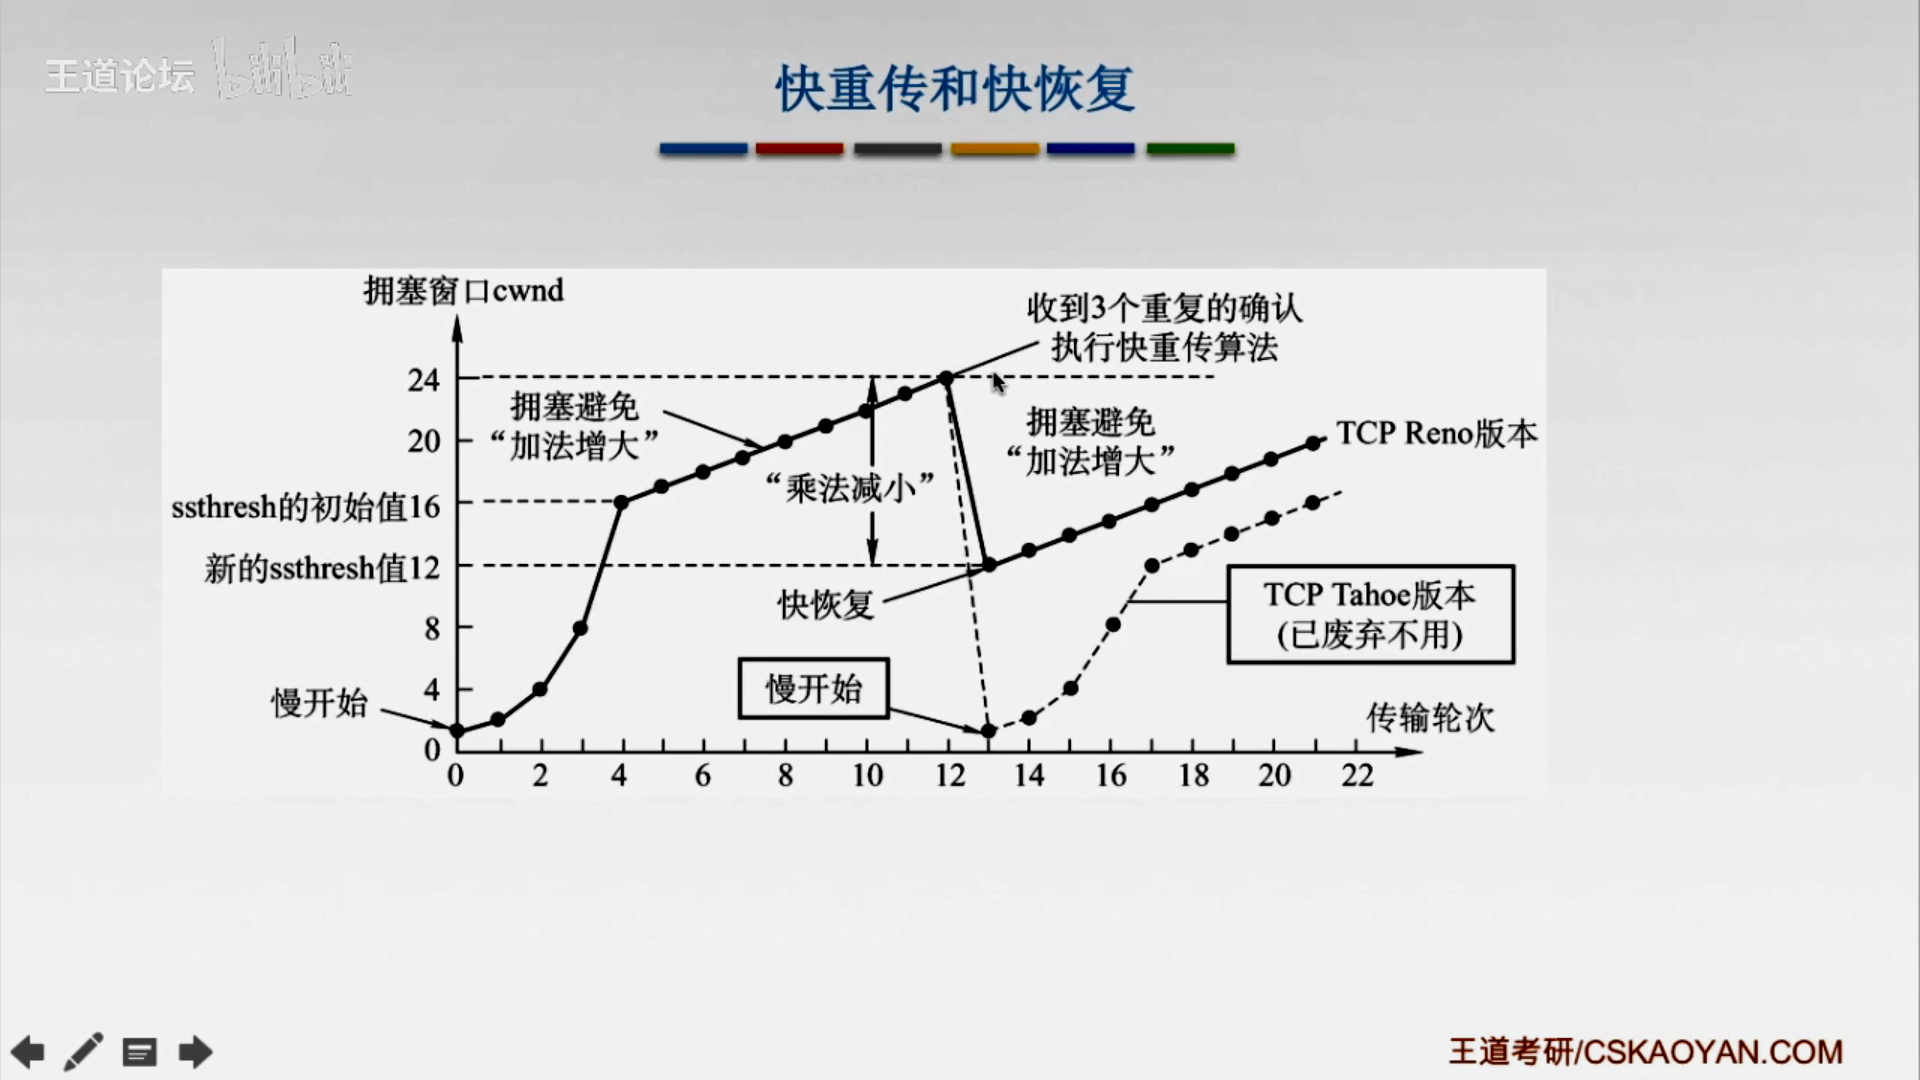 王道论坛 bilibili
快重传和快恢复
拥塞窗口cwnd
收到3个重复的确认
执行快重传算法
24
拥塞避免
“加法增大”
拥塞避免
“加法增大”
TCP Reno版本
20
“乘法减小”
ssthresh的初始值16
新的ssthresh值12
快恢复
TCP Tahoe版本
(已废弃不用)
8
慢开始
4
慢开始
传输轮次
0
0 2 4 6 8 10 12 14 16 18 20 22
王道考研/CSKAOYAN.COM